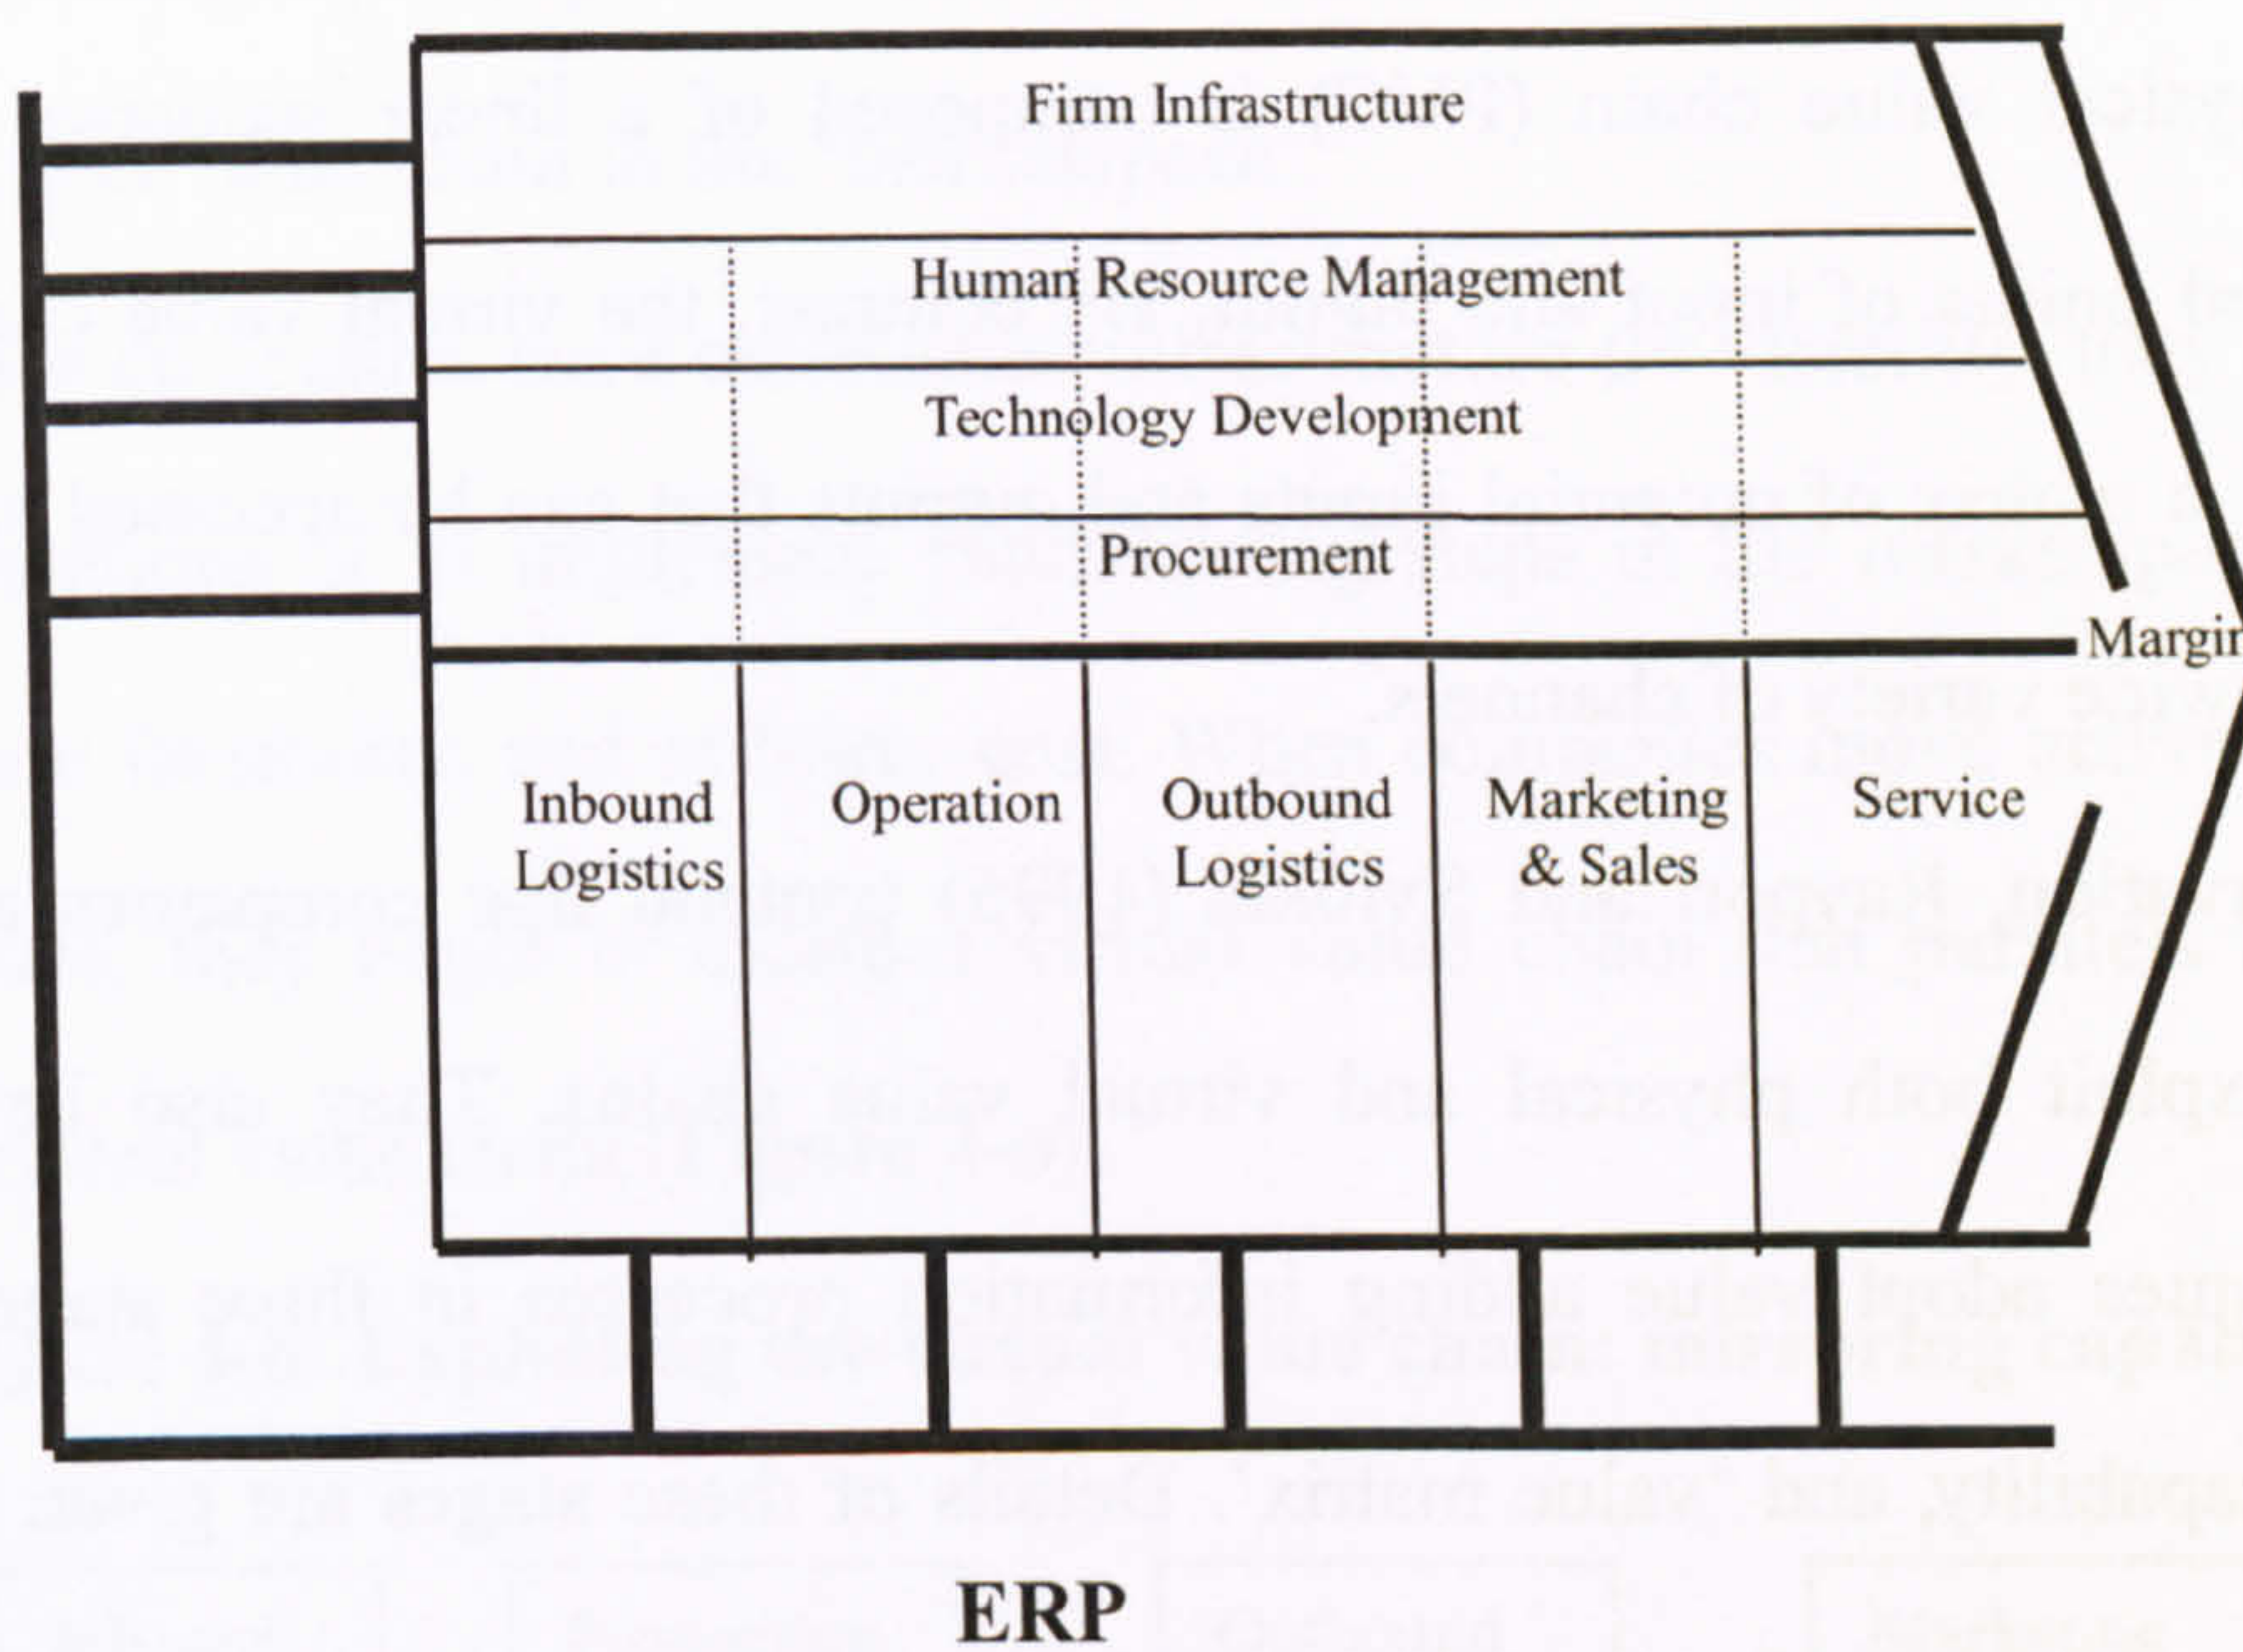 Firm Infrastructure
Human Resource Management
Technology Development
Procurement
Margin
Inbound
Logistics
Operation
Outbound
Logistics
Marketing
& Sales
Service
ERP